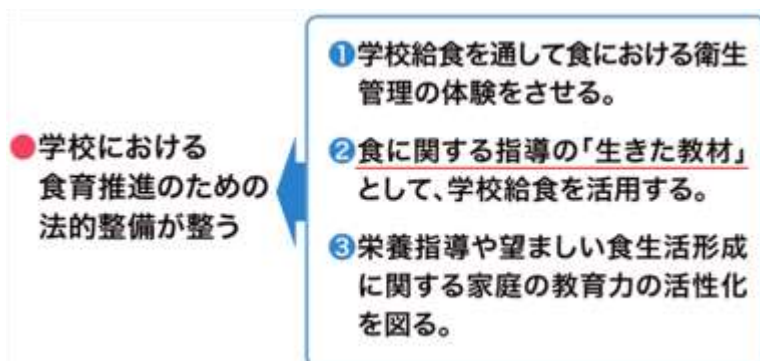 ●学校における
食育推進のための
法的整備が整う
❶学校給食を通して食における衛生
管理の体験をさせる。
❷食に関する指導の「生きた教材」
として、学校給食を活用する。
❸栄養指導や望ましい食生活形成
に関する家庭の教育力の活性化
を図る。